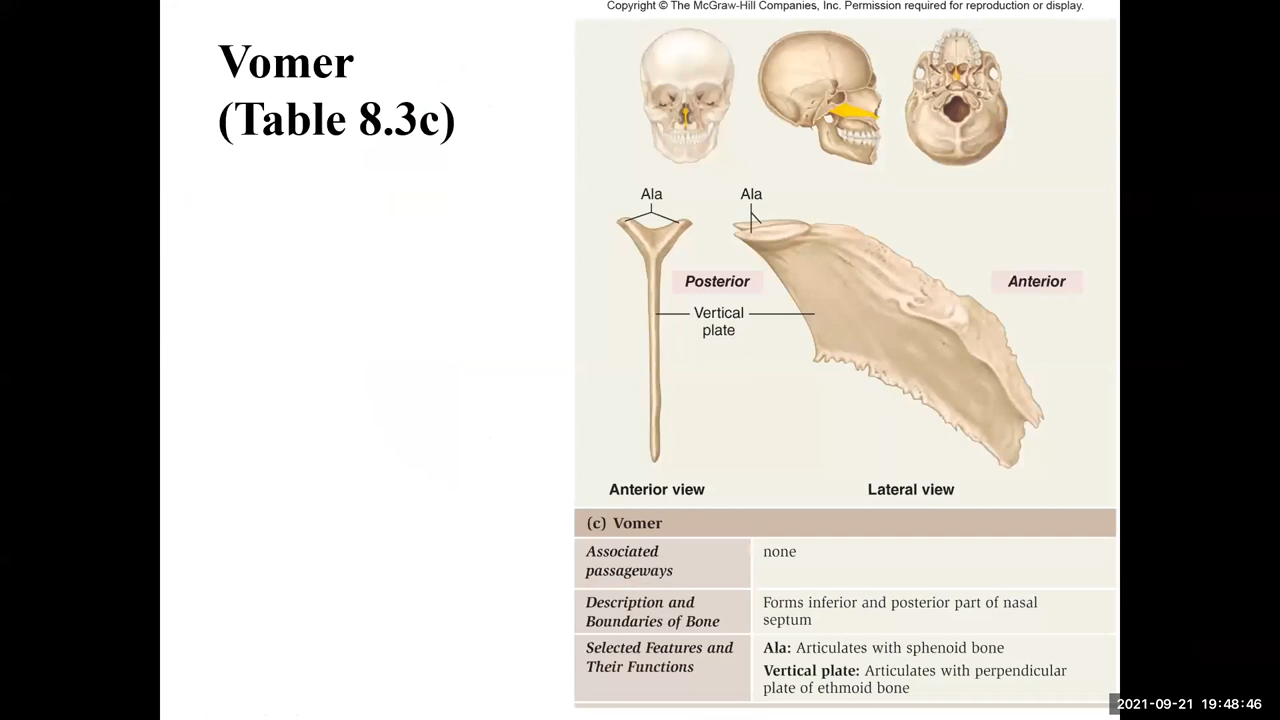 Copyright © The McGraw-Hill Companies, Inc. Permission required for reproduction or display.
Vomer
(Table 8.3c)
Ala
Ala
Posterior
Anterior
Vertical
plate
Anterior view
Lateral view
(c) Vomer
Associated
passageways
none
Description and
Boundaries of Bone
Forms inferior and posterior part of nasal
septum
Selected Features and
Their Functions
Ala: Articulates with sphenoid bone
Vertical plate: Articulates with perpendicular
plate of ethmoid bone
2021-09-21 19:48:46